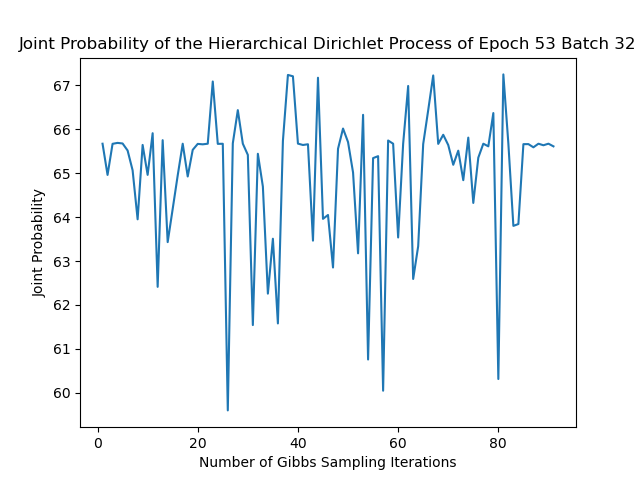 Joint Probability of the Hierarchical Dirichlet Process of Epoch 53 Batch 32
67
66
65
64
63
62
61
60
Joint Probability
0 20 40 60 80
Number of Gibbs Sampling Iterations